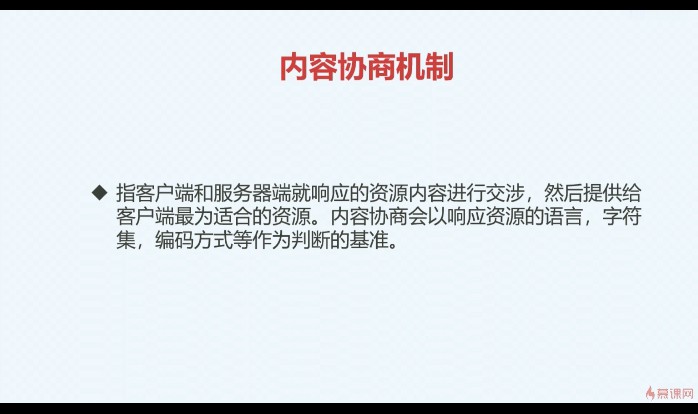 内容协商机制
◆ 指客户端和服务器端就响应的资源内容进行交涉，然后提供给
客户端最为适合的资源。内容协商会以响应资源的语言，字符
集，编码方式等作为判断的基准。
慕课网